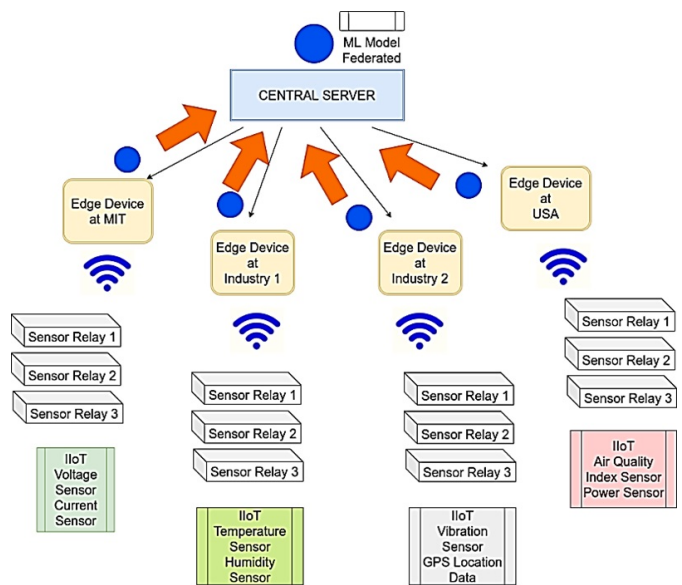 ML Model
Federated
CENTRAL SERVER
Edge Device
at MIT
Edge Device
at
Industry 1
Edge Device
at
Industry 2
Edge Device
at
USA
Sensor Relay 1
Sensor Relay 2
Sensor Relay 3
Sensor Relay 1
Sensor Relay 2
Sensor Relay 3
Sensor Relay 1
Sensor Relay 2
Sensor Relay 3
Sensor Relay 1
Sensor Relay 2
Sensor Relay 3
IIoT
Voltage
Sensor
Current
Sensor
IIoT
Temperature
Sensor
Humidity
Sensor
IIoT
Vibration
Sensor
GPS Location
Data
IIoT
Air Quality
Index Sensor
Power Sensor